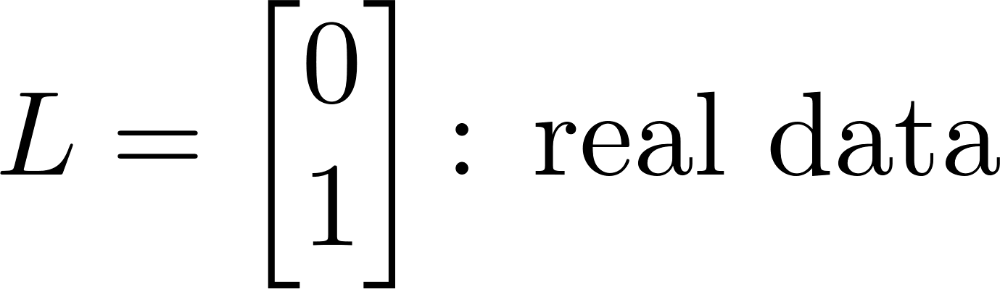 L = [0 1] : real data